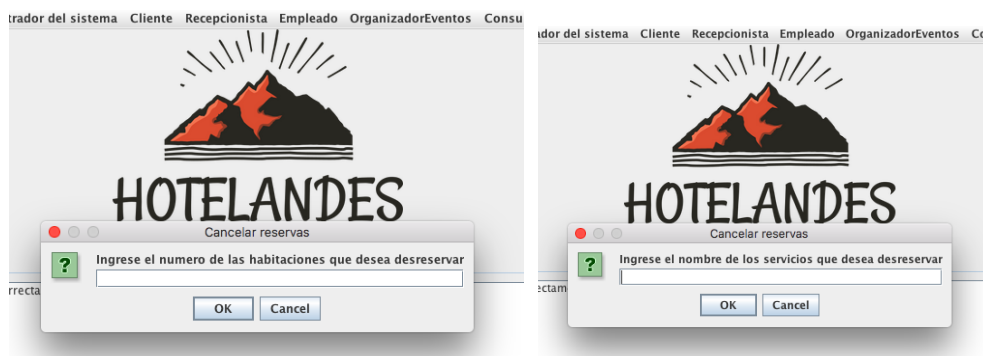 trador del sistema Cliente Recepcionista Empleado OrganizadorEventos Consu
HOTELANDES
Cancelar reservas
? Ingrese el numero de las habitaciones que desea desreservar
OK Cancel
rrecta
ador del sistema Cliente Recepcionista Empleado OrganizadorEventos Co
HOTELANDES
Cancelar reservas
? Ingrese el nombre de los servicios que desea desreservar
OK Cancel
ectam